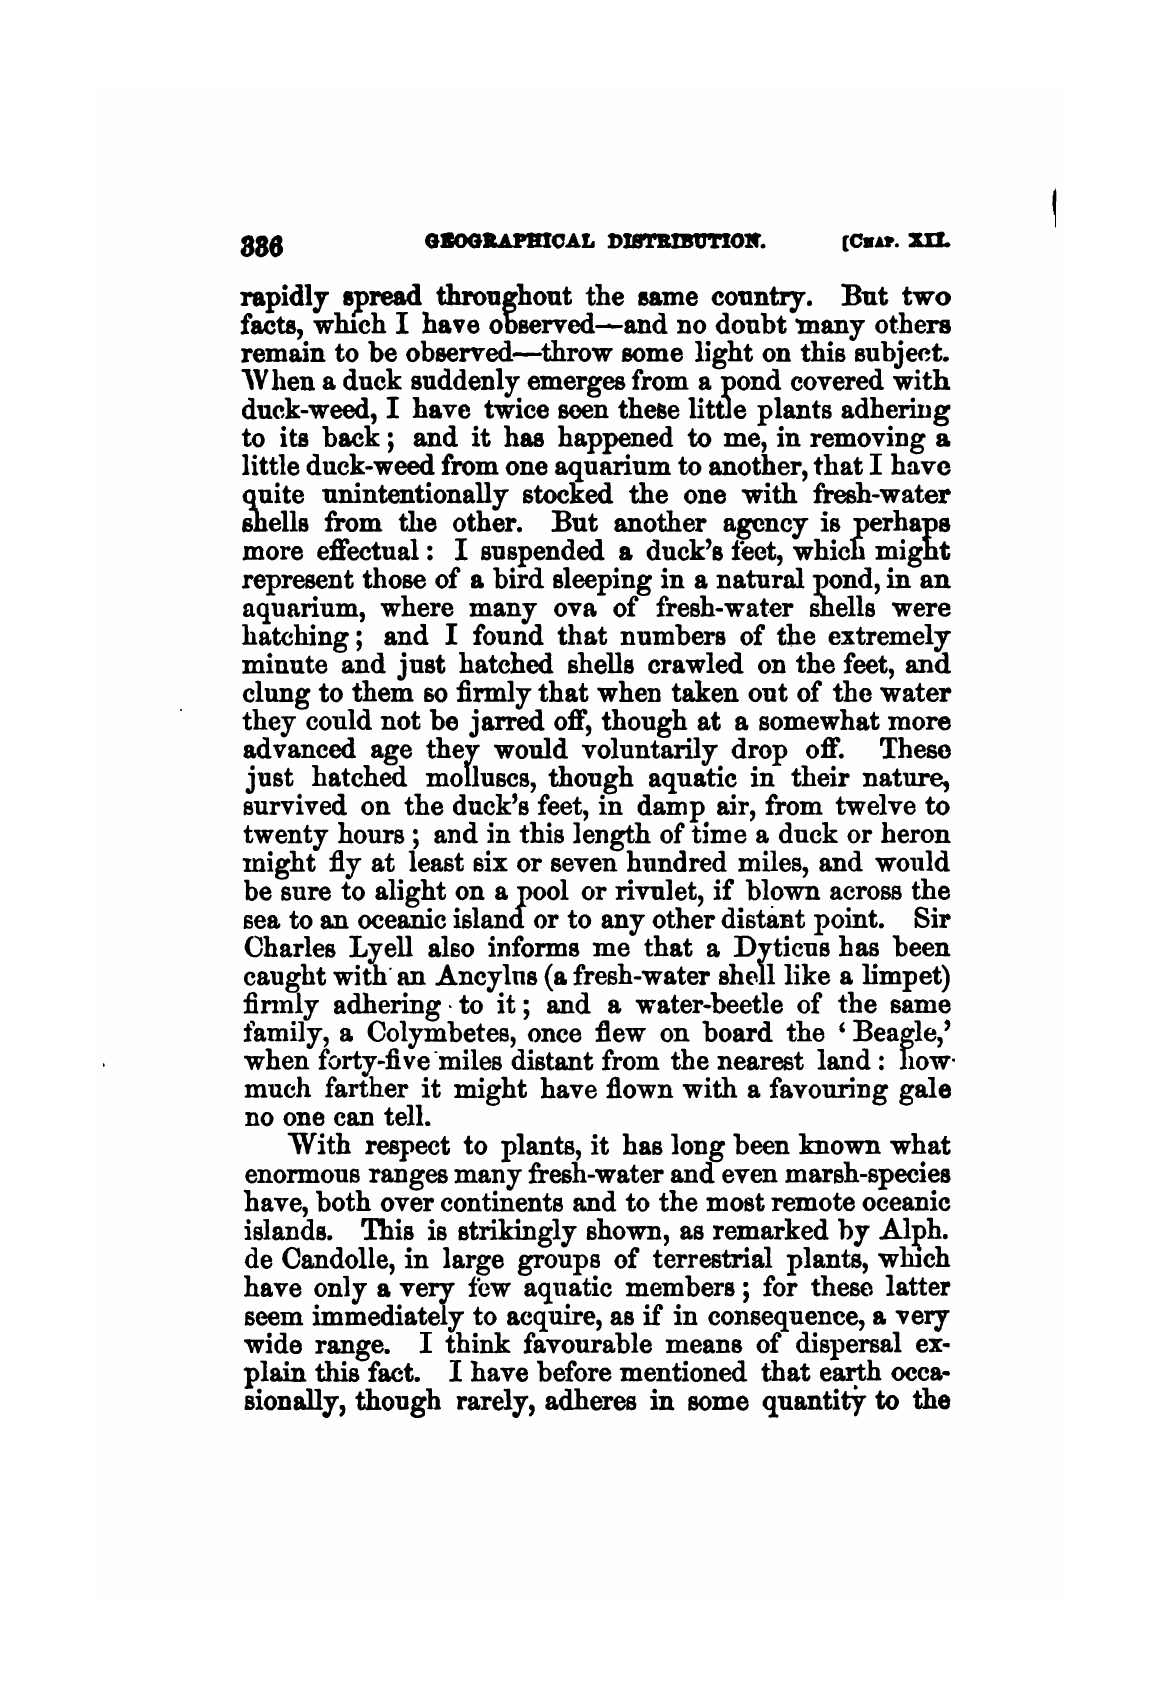 336 GEOGRAPHICAL DISTRIBUTION. [CHAP. XII.
rapidly spread throughout the same country. But two
facts, which I have observed—and no doubt many others
remain to be observed—throw some light on this subject.
When a duck suddenly emerges from a pond covered with
duck-weed, I have twice seen these little plants adhering
to its back; and it has happened to me, in removing a
little duck-weed from one aquarium to another, that I have
quite unintentionally stocked the one with fresh-water
shells from the other. But another agency is perhaps
more effectual: I suspended a duck's feet, which might
represent those of a bird sleeping in a natural pond, in an
aquarium, where many ova of fresh-water shells were
hatching; and I found that numbers of the extremely
minute and just hatched shells crawled on the feet, and
clung to them so firmly that when taken out of the water
they could not be jarred off, though at a somewhat more
advanced age they would voluntarily drop off. These
just hatched molluscs, though aquatic in their nature,
survived on the duck's feet, in damp air, from twelve to
twenty hours; and in this length of time a duck or heron
might fly at least six or seven hundred miles, and would
be sure to alight on a pool or rivulet, if blown across the
sea to an oceanic island or to any other distant point. Sir
Charles Lyell also informs me that a Dyticus has been
caught with an Ancylus (a fresh-water shell like a limpet)
firmly adhering to it; and a water-beetle of the same
family, a Colymbetes, once flew on board the ‘Beagle,’
when forty-five miles distant from the nearest land: how
much farther it might have flown with a favouring gale
no one can tell.
With respect to plants, it has long been known what
enormous ranges many fresh-water and even marsh-species
have, both over continents and to the most remote oceanic
islands. This is strikingly shown, as remarked by Alph.
de Candolle, in large groups of terrestrial plants, which
have only a very few aquatic members; for these latter
seem immediately to acquire, as if in consequence, a very
wide range. I think favourable means of dispersal ex-
plain this fact. I have before mentioned that earth occa-
sionally, though rarely, adheres in some quantity to the